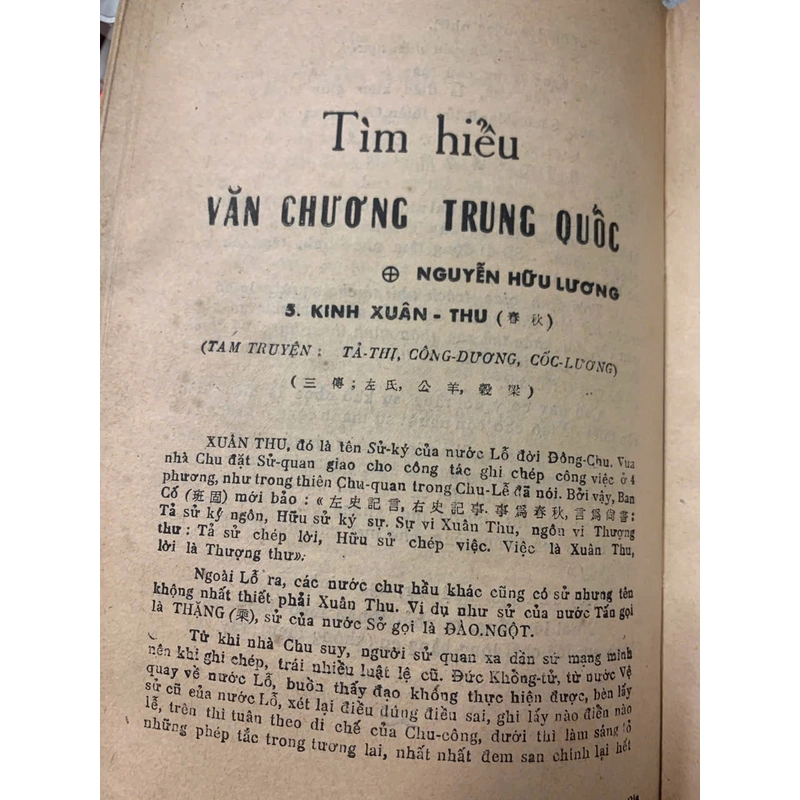 Tìm hiểu
VĂN CHƯƠNG TRUNG QUỐC
⊕ NGUYỄN HỮU LƯƠNG
5. KINH XUÂN - THU (春秋)
(TAM TRUYỆN : TẢ-THỊ, CÔNG-DƯƠNG, CỐC-LƯƠNG)
(三傳; 左氏, 公羊, 穀梁)
XUÂN THU, đó là tên Sử-ký của nước Lỗ đời Đông-Chu. Vua
nhà Chu đặt Sử-quan giao cho công tác ghi chép công việc ở 4
phương, như trong thiên Chu-quan trong Chu-Lễ đã nói. Bởi vậy, Ban
Cố (班固) mới bảo : « 左史記言, 右史記事. 事爲春秋, 言爲尙書:
Tả sử ký ngôn, Hữu sử ký sự. Sự vi Xuân Thu, ngôn vi Thượng
thư : Tả sử chép lời, Hữu sử chép việc. Việc là Xuân Thu,
lời là Thượng thư».
Ngoài Lỗ ra, các nước chư hầu khác cũng có sử nhưng tên
không nhất thiết phải Xuân Thu. Ví dụ như sử của nước Tấn gọi
là THẶNG (乘), sử của nước Sở gọi là ĐÀO.NGỘT.
Từ khi nhà Chu suy, người sử quan xa dần sứ mạng mình
nên khi ghi chép, trái nhiều luật lệ cũ. Đức Khổng-tử, từ nước Vệ
quay về nước Lỗ, buồn thấy đạo không thực hiện được, bèn lấy
sử cũ của nước Lỗ, xét lại điều đúng điều sai, ghi lấy nào điển nào
lễ, trên thì tuân theo di chế của Chu-công, dưới thì làm sáng tỏ
những phép tắc trong tương lai, nhất nhất đem san chính lại hết